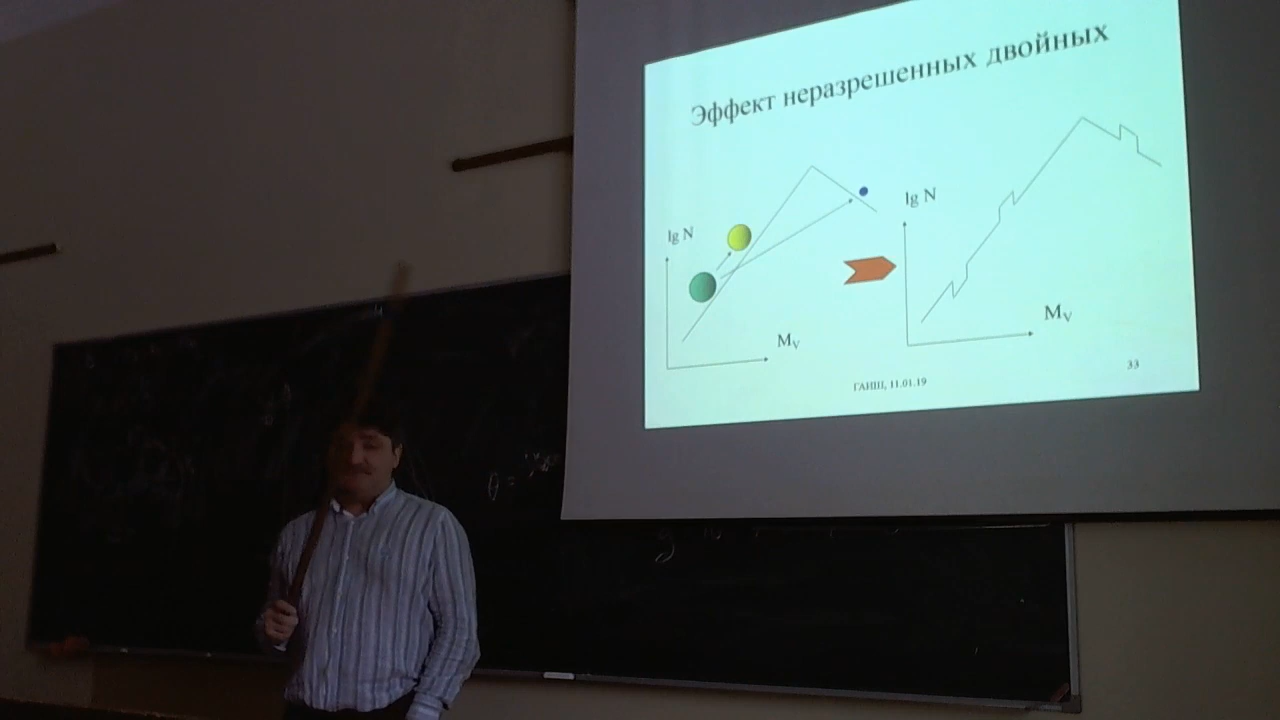 Эффект неразрешенных двойных
lg N
M_V
lg N
M_V
ГАИШ, 11.01.19
33